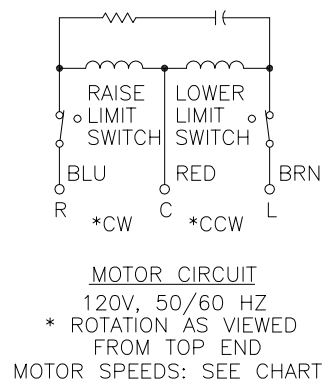 RAISE LOWER
LIMIT LIMIT
SWITCH SWITCH
BLU RED BRN
R C L
*CW *CCW
MOTOR CIRCUIT
120V, 50/60 HZ
* ROTATION AS VIEWED
FROM TOP END
MOTOR SPEEDS: SEE CHART